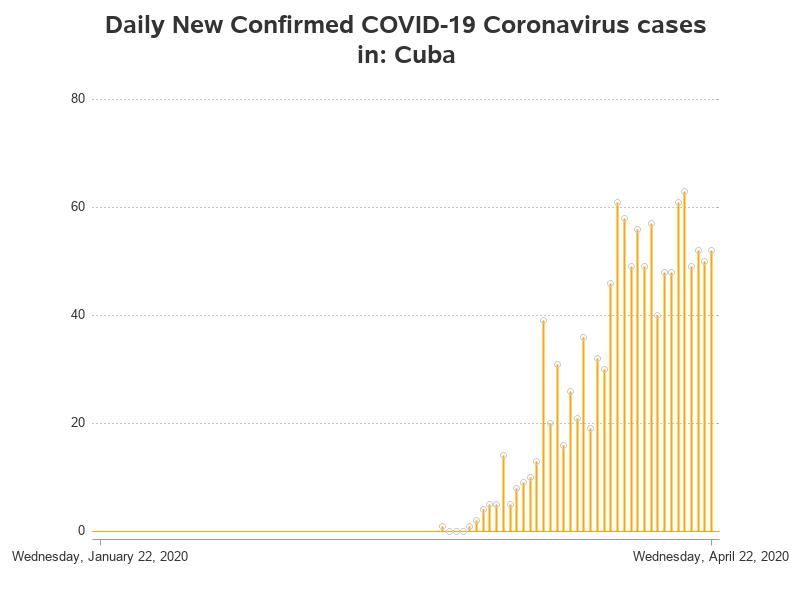 Daily New Confirmed COVID-19 Coronavirus cases
in: Cuba
80
60
40
20
0
Wednesday, January 22, 2020
Wednesday, April 22, 2020